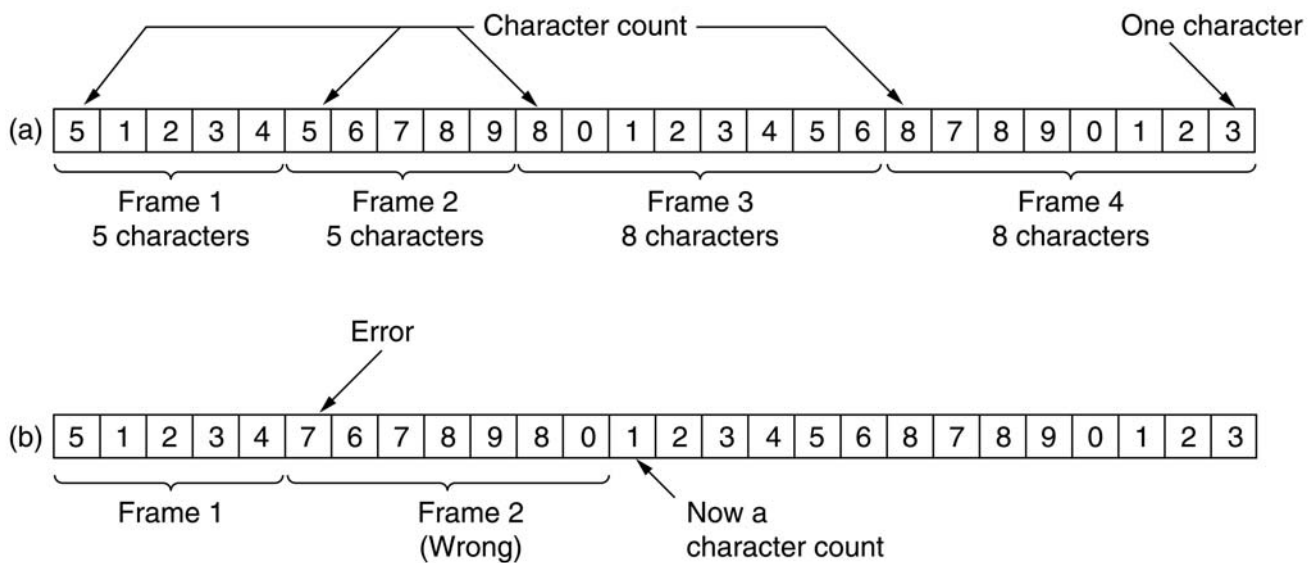 Character count
One character
(a) 5 1 2 3 4 5 6 7 8 9 8 0 1 2 3 4 5 6 8 7 8 9 0 1 2 3
Frame 1
5 characters
Frame 2
5 characters
Frame 3
8 characters
Frame 4
8 characters
Error
(b) 5 1 2 3 4 7 6 7 8 9 8 0 1 2 3 4 5 6 8 7 8 9 0 1 2 3
Frame 1
Frame 2
(Wrong)
Now a
character count